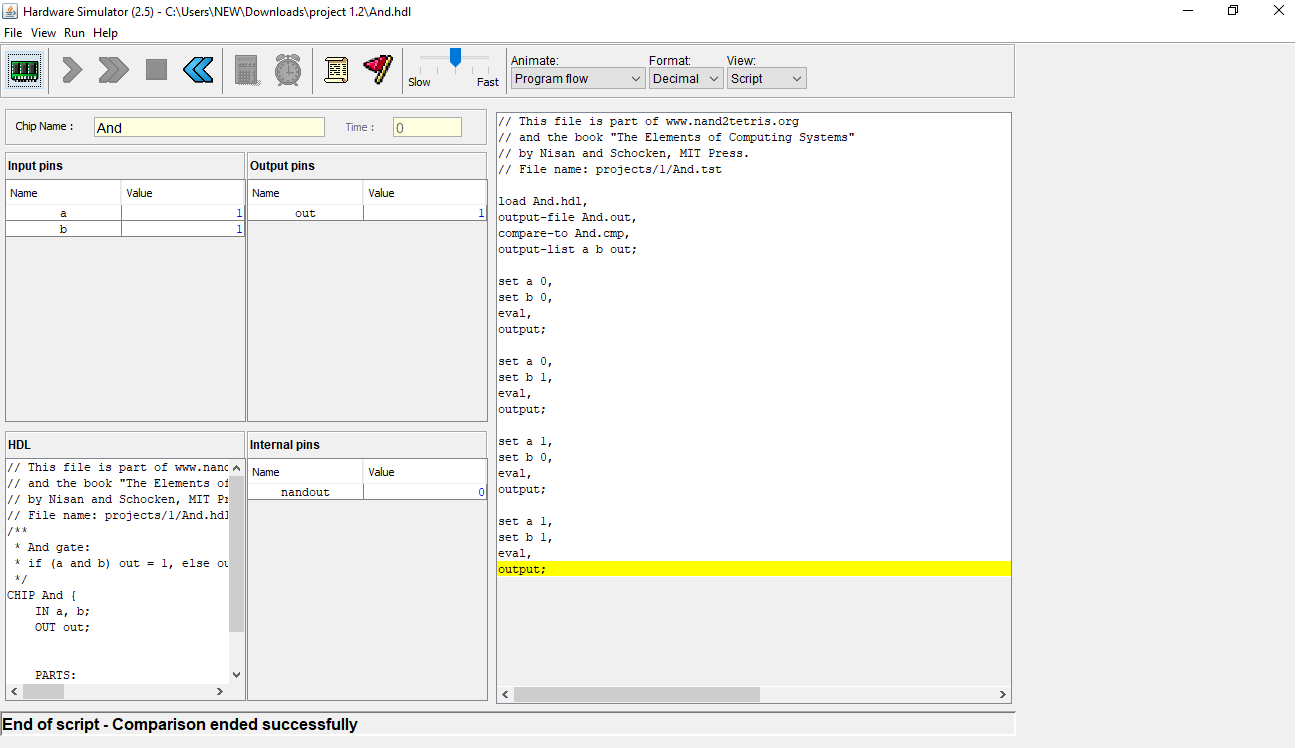 Hardware Simulator (2.5) - C:\Users\NEW\Downloads\project 1.2\And.hdl
File View Run Help
Slow Fast
Animate: Format: View:
Program flow Decimal Script
Chip Name : And Time : 0
Input pins
Name Value
a 1
b 1
Output pins
Name Value
out 1
HDL
// This file is part of www.nand
// and the book "The Elements of
// by Nisan and Schocken, MIT Pr
// File name: projects/1/And.hdl
/**
* And gate:
* if (a and b) out = 1, else ou
*/
CHIP And {
IN a, b;
OUT out;
PARTS:
Internal pins
Name Value
nandout 0
// This file is part of www.nand2tetris.org
// and the book "The Elements of Computing Systems"
// by Nisan and Schocken, MIT Press.
// File name: projects/1/And.tst
load And.hdl,
output-file And.out,
compare-to And.cmp,
output-list a b out;
set a 0,
set b 0,
eval,
output;
set a 0,
set b 1,
eval,
output;
set a 1,
set b 0,
eval,
output;
set a 1,
set b 1,
eval,
output;
End of script - Comparison ended successfully